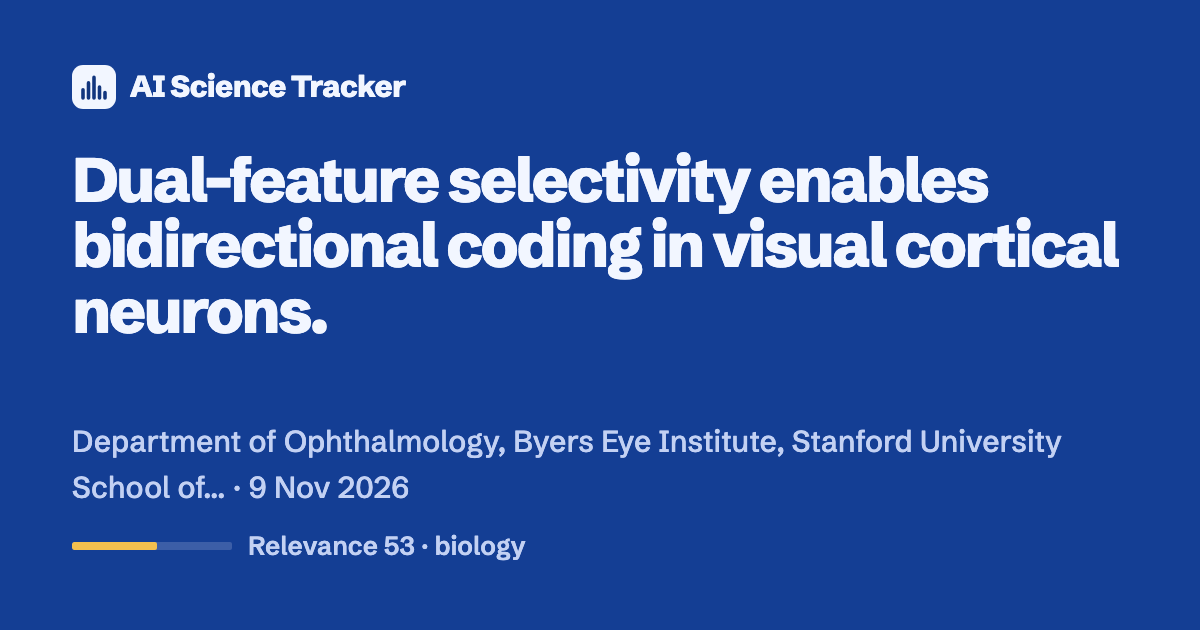 AI Science Tracker
Dual-feature selectivity enables
bidirectional coding in visual cortical
neurons.
Department of Ophthalmology, Byers Eye Institute, Stanford University
School of... · 9 Nov 2026
Relevance 53 · biology